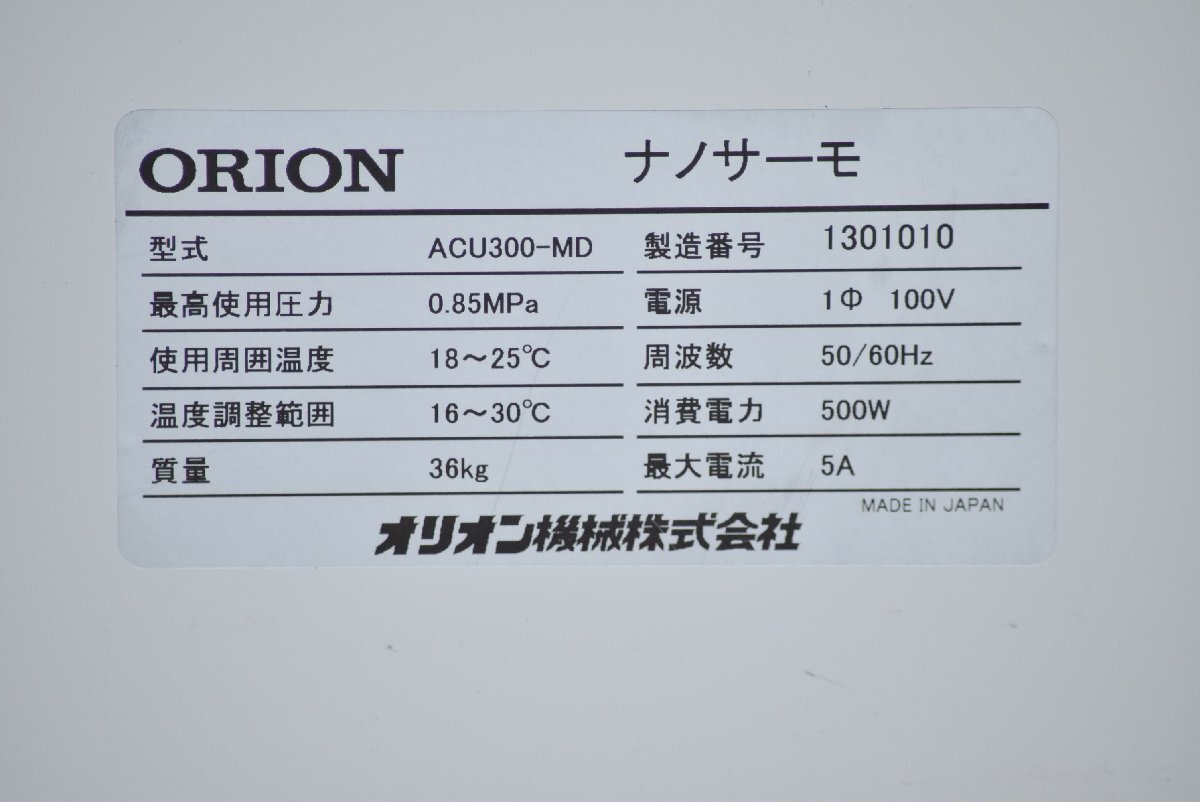 ORION ナノサーモ
型式 ACU300-MD 製造番号 1301010
最高使用圧力 0.85MPa 電源 1Φ 100V
使用周囲温度 18～25℃ 周波数 50/60Hz
温度調整範囲 16～30℃ 消費電力 500W
質量 36kg 最大電流 5A
MADE IN JAPAN
オリオン機械株式会社